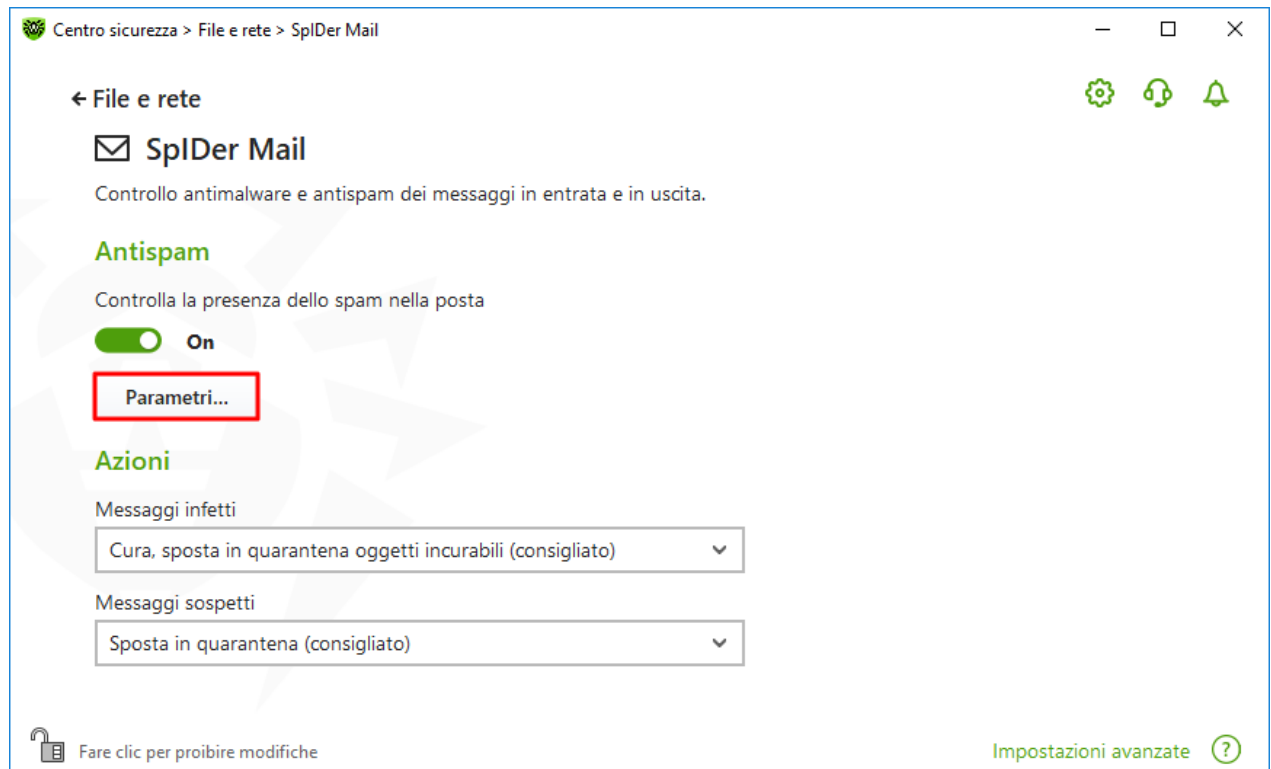 Centro sicurezza > File e rete > SpIDer Mail
File e rete
SpIDer Mail
Controllo antimalware e antispam dei messaggi in entrata e in uscita.
Antispam
Controlla la presenza dello spam nella posta
On
Parametri...
Azioni
Messaggi infetti
Cura, sposta in quarantena oggetti incurabili (consigliato)
Messaggi sospetti
Sposta in quarantena (consigliato)
Fare clic per proibire modifiche
Impostazioni avanzate ?